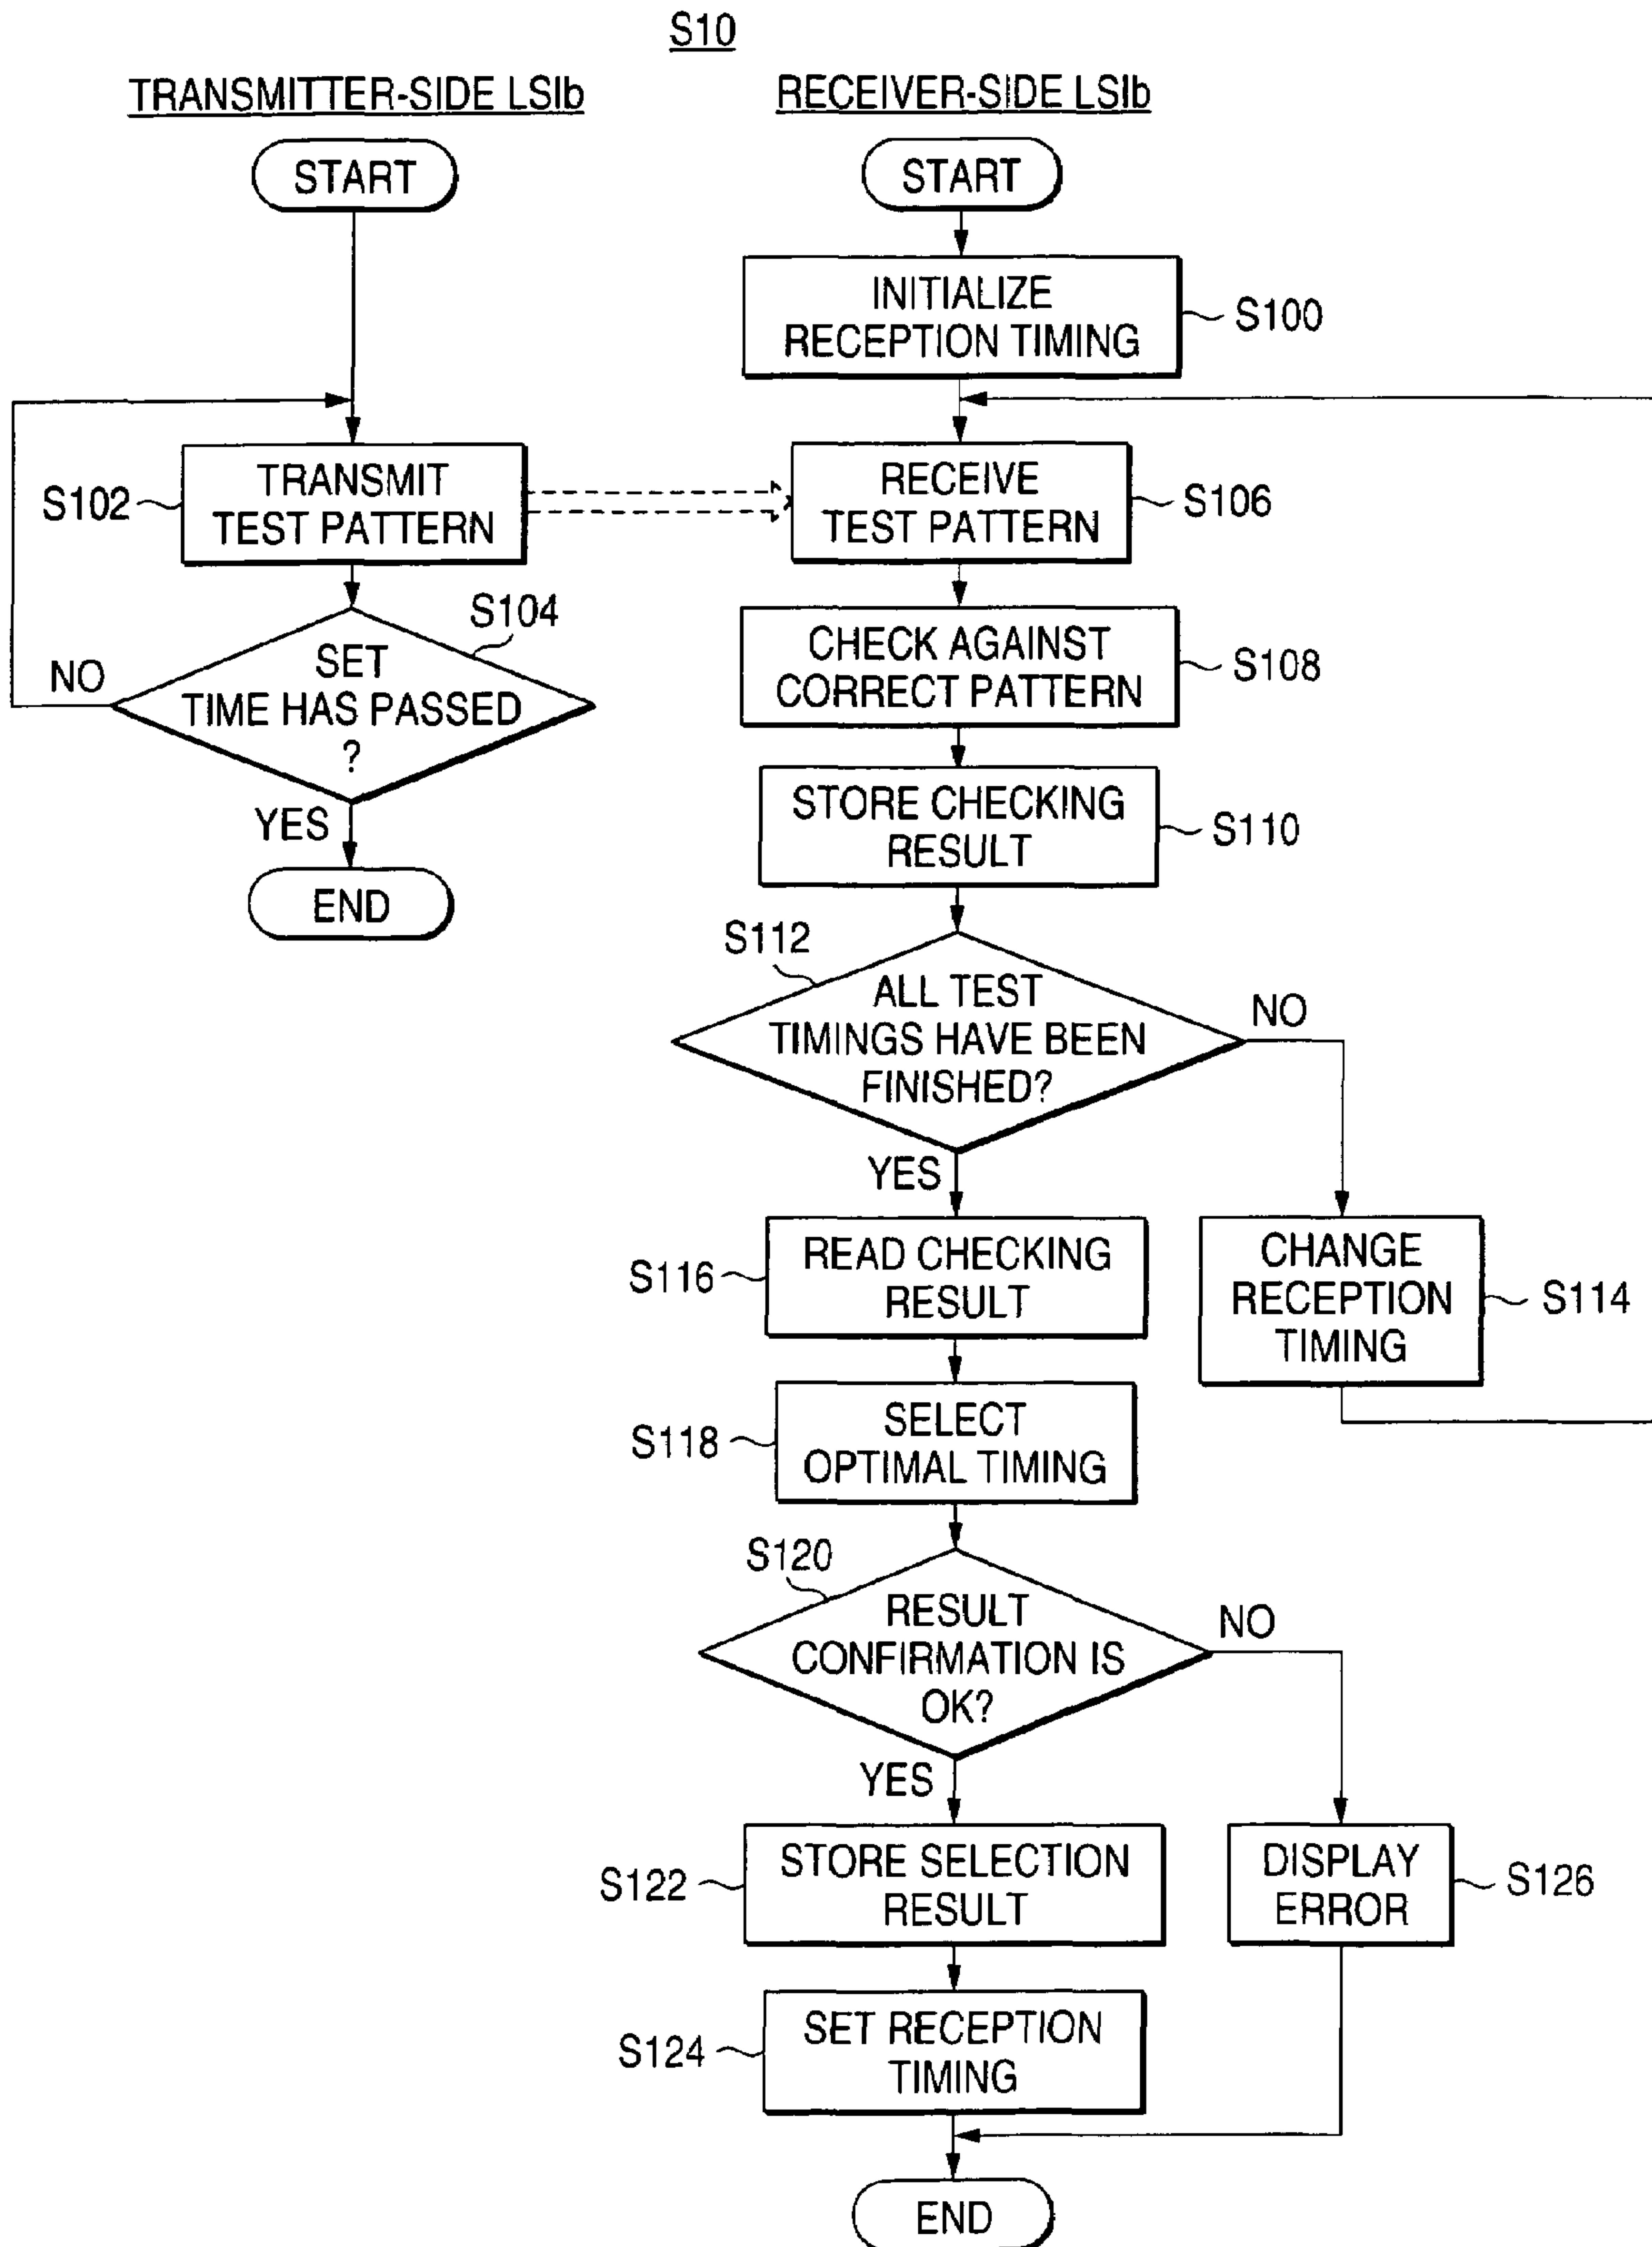 S10
TRANSMITTER-SIDE LSIb
START
S102
TRANSMIT
TEST PATTERN
S104
SET
TIME HAS PASSED
?
NO
YES
END
RECEIVER-SIDE LSIb
START
INITIALIZE
RECEPTION TIMING
S100
RECEIVE
TEST PATTERN
S106
CHECK AGAINST
CORRECT PATTERN
S108
STORE CHECKING
RESULT
S110
S112
ALL TEST
TIMINGS HAVE BEEN
FINISHED?
NO
YES
CHANGE
RECEPTION
TIMING
S114
S116
READ CHECKING
RESULT
S118
SELECT
OPTIMAL TIMING
S120
RESULT
CONFIRMATION IS
OK?
NO
YES
S122
STORE SELECTION
RESULT
DISPLAY
ERROR
S126
S124
SET RECEPTION
TIMING
END